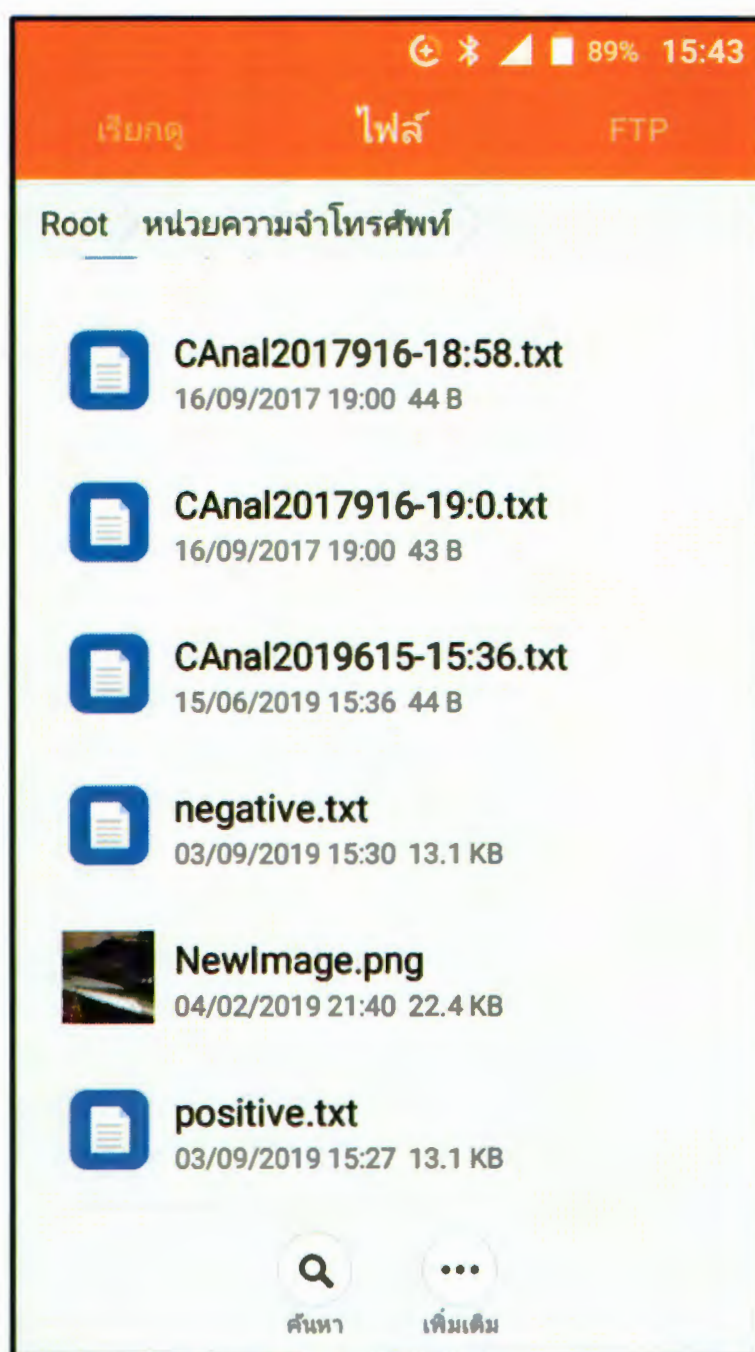 89% 15:43
เรียกดู ไฟล์ FTP
Root หน่วยความจำโทรศัพท์
CAnal2017916-18:58.txt
16/09/2017 19:00 44 B
CAnal2017916-19:0.txt
16/09/2017 19:00 43 B
CAnal2019615-15:36.txt
15/06/2019 15:36 44 B
negative.txt
03/09/2019 15:30 13.1 KB
NewImage.png
04/02/2019 21:40 22.4 KB
positive.txt
03/09/2019 15:27 13.1 KB
ค้นหา เพิ่มเติม